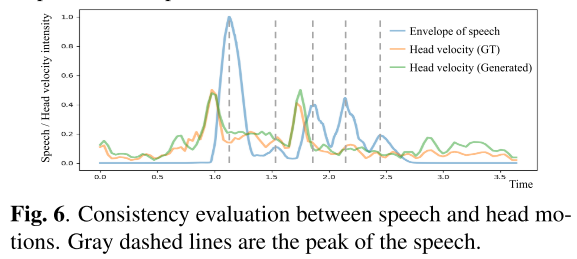 Speech / Head velocity intensity
1.0
0.8
0.6
0.4
0.2
0.0
Envelope of speech
Head velocity (GT)
Head velocity (Generated)
0.0 0.5 1.0 1.5 2.0 2.5 3.0 3.5
Time
Fig. 6. Consistency evaluation between speech and head mo-
tions. Gray dashed lines are the peak of the speech.